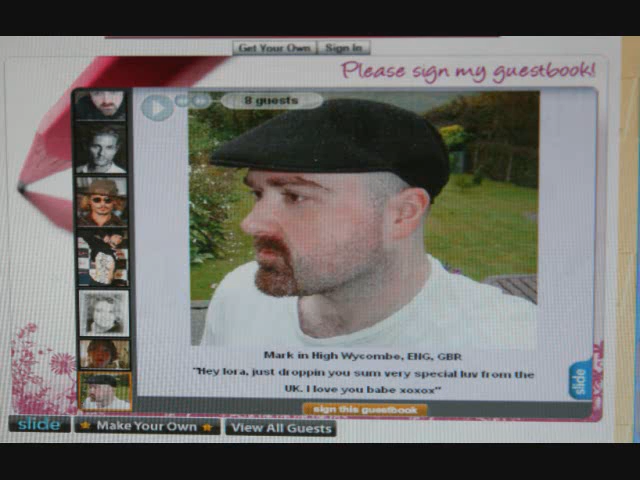 Get Your Own Sign In
Please sign my guestbook!
8 guests
Mark in High Wycombe, ENG, GBR
"Hey lora, just droppin you sum very special luv from the
UK. I love you babe xoxox"
slide
sign this guestbook
slide Make Your Own View All Guests